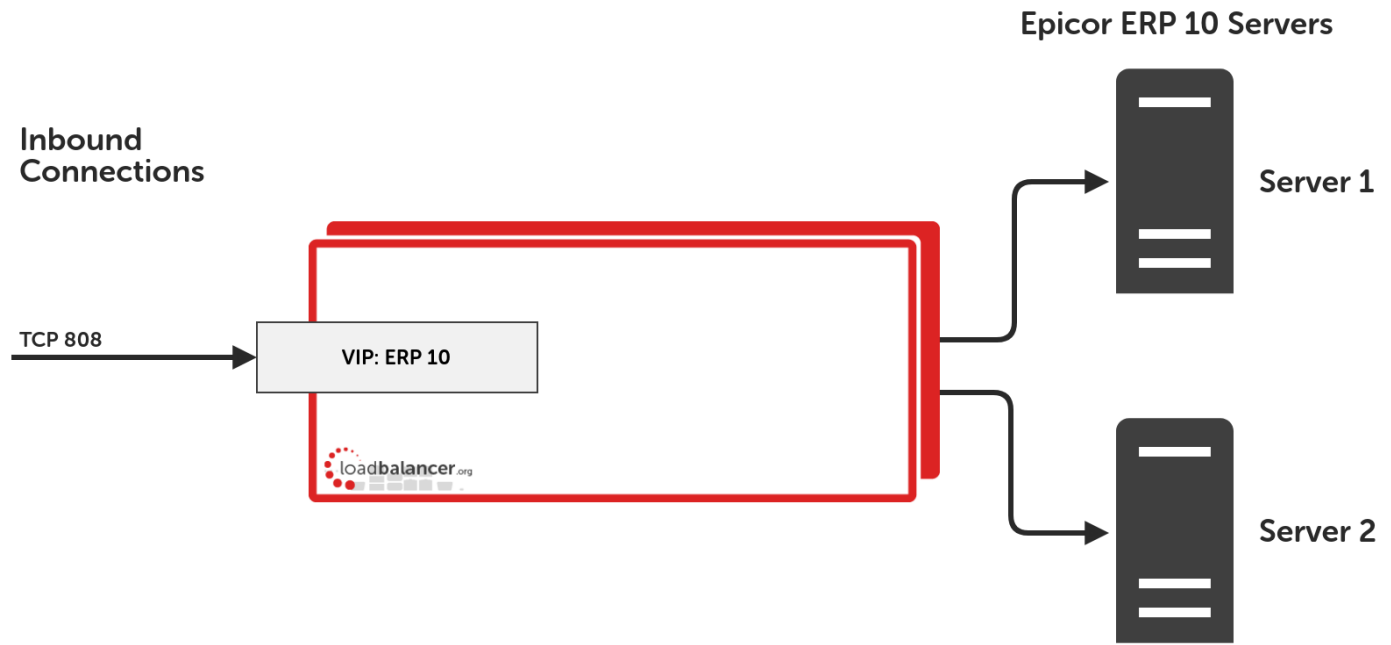 Epicor ERP 10 Servers
Inbound
Connections
Server 1
TCP 808
VIP: ERP 10
loadbalancer.org
Server 2